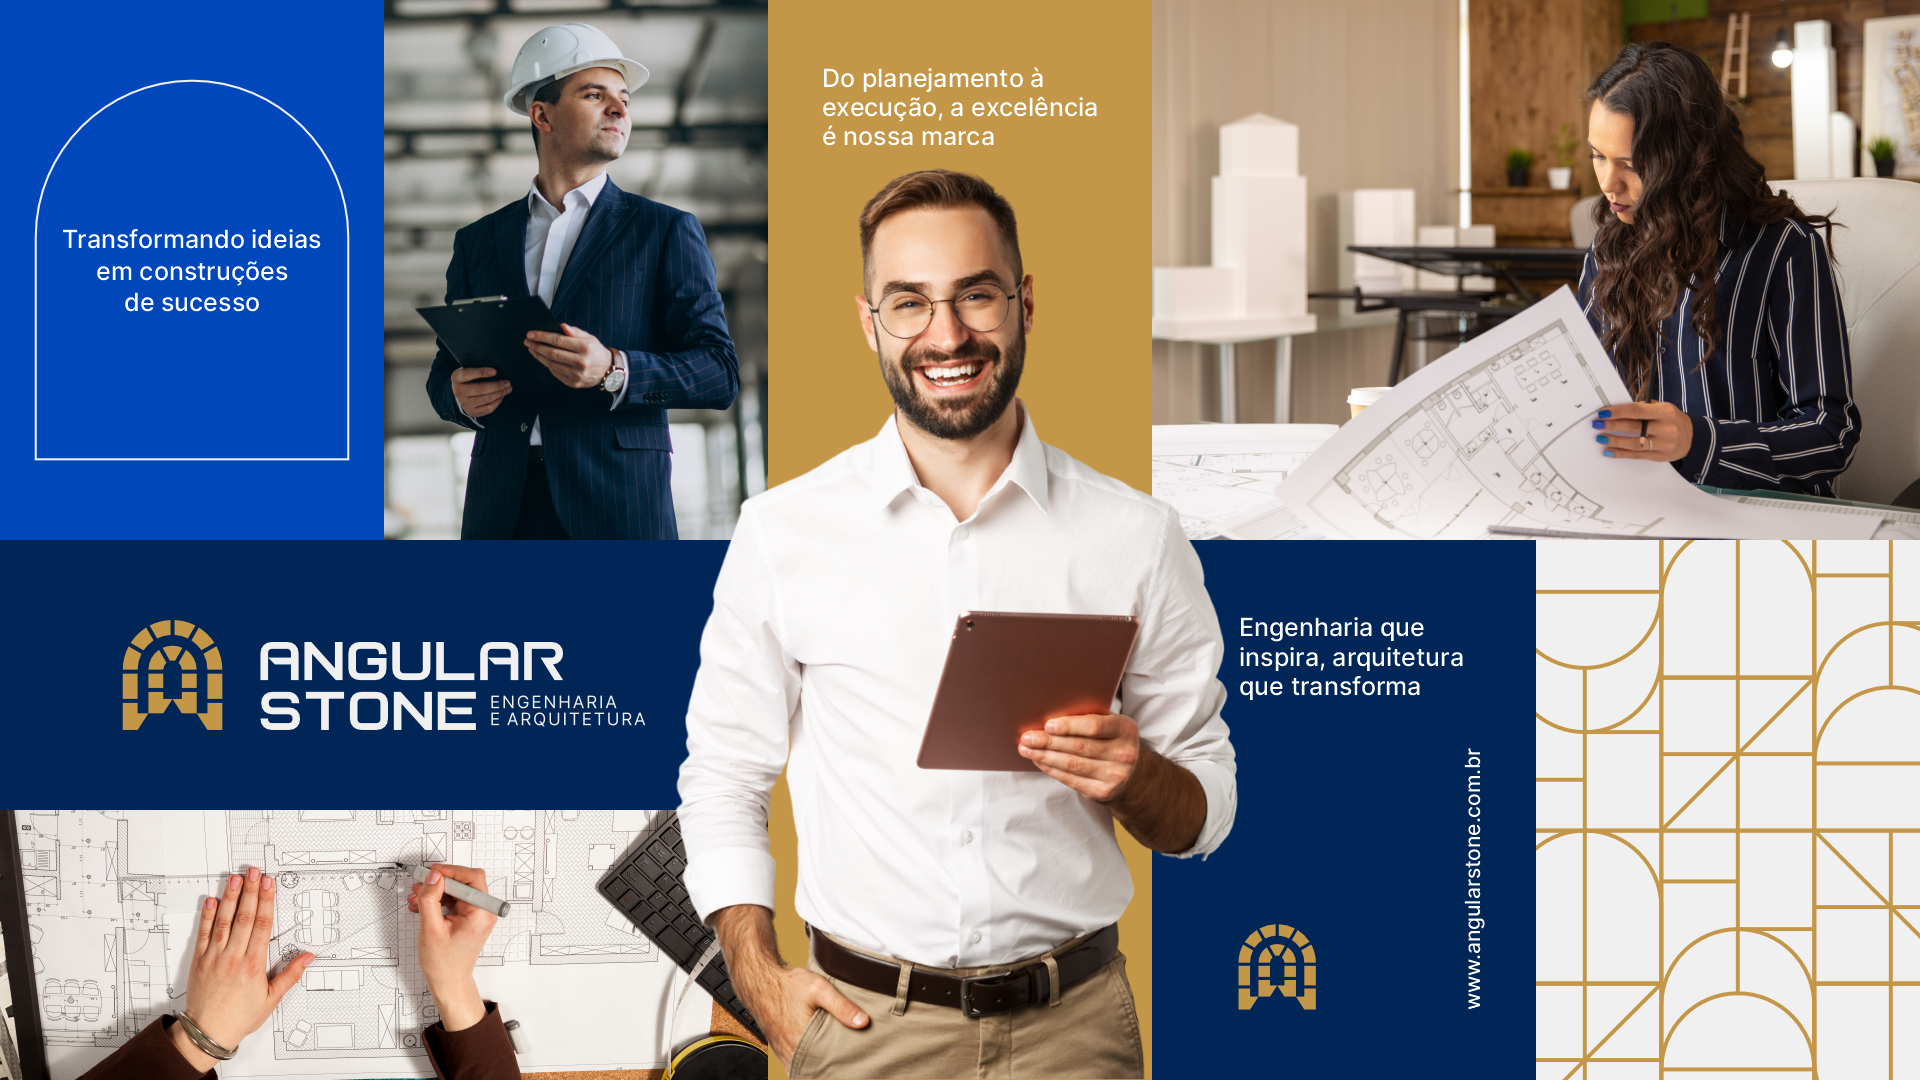 Transformando ideias
em construções
de sucesso
Do planejamento à
execução, a excelência
é nossa marca
ANGULAR
STONE
ENGENHARIA
E ARQUITETURA
Engenharia que
inspira, arquitetura
que transforma
www.angularstone.com.br